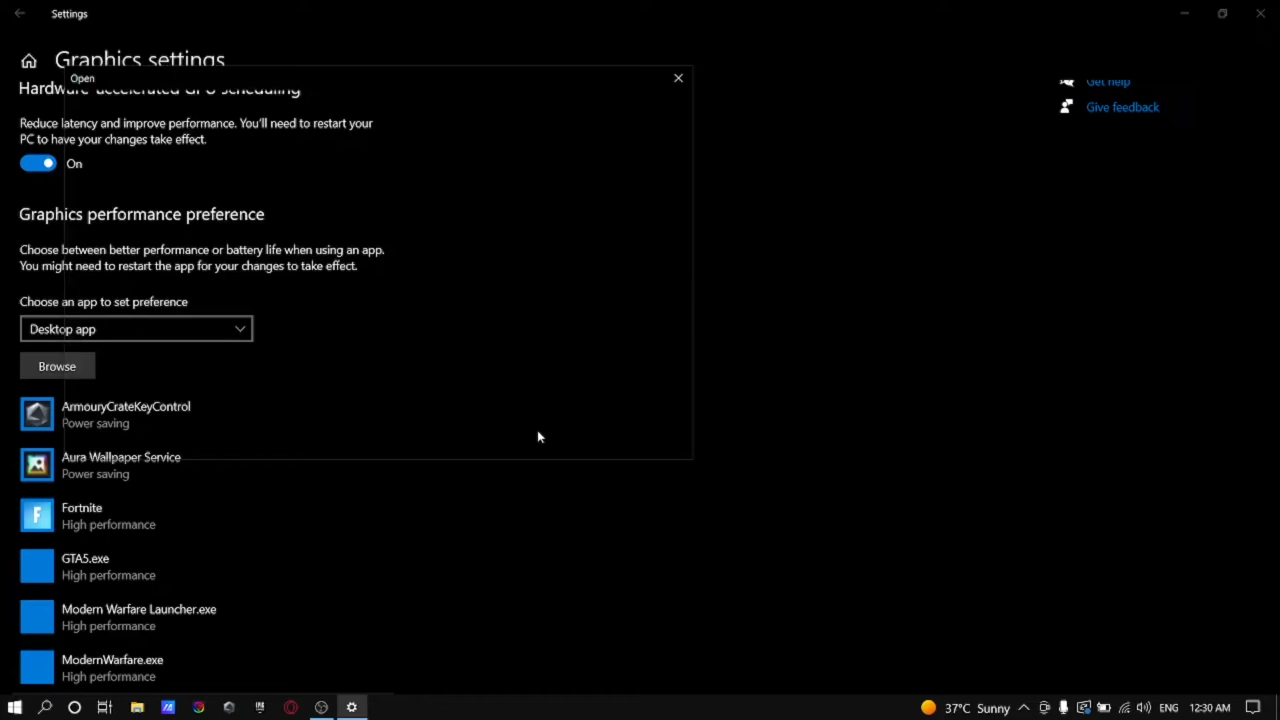 Settings
Graphics settings
Open
Hardware-accelerated GPU scheduling
Get help
Give feedback
Reduce latency and improve performance. You'll need to restart your
PC to have your changes take effect.
On
Graphics performance preference
Choose between better performance or battery life when using an app.
You might need to restart the app for your changes to take effect.
Choose an app to set preference
Desktop app
Browse
ArmouryCrateKeyControl
Power saving
Aura Wallpaper Service
Power saving
Fortnite
High performance
GTA5.exe
High performance
Modern Warfare Launcher.exe
High performance
ModernWarfare.exe
High performance
37°C Sunny
ENG
12:30 AM